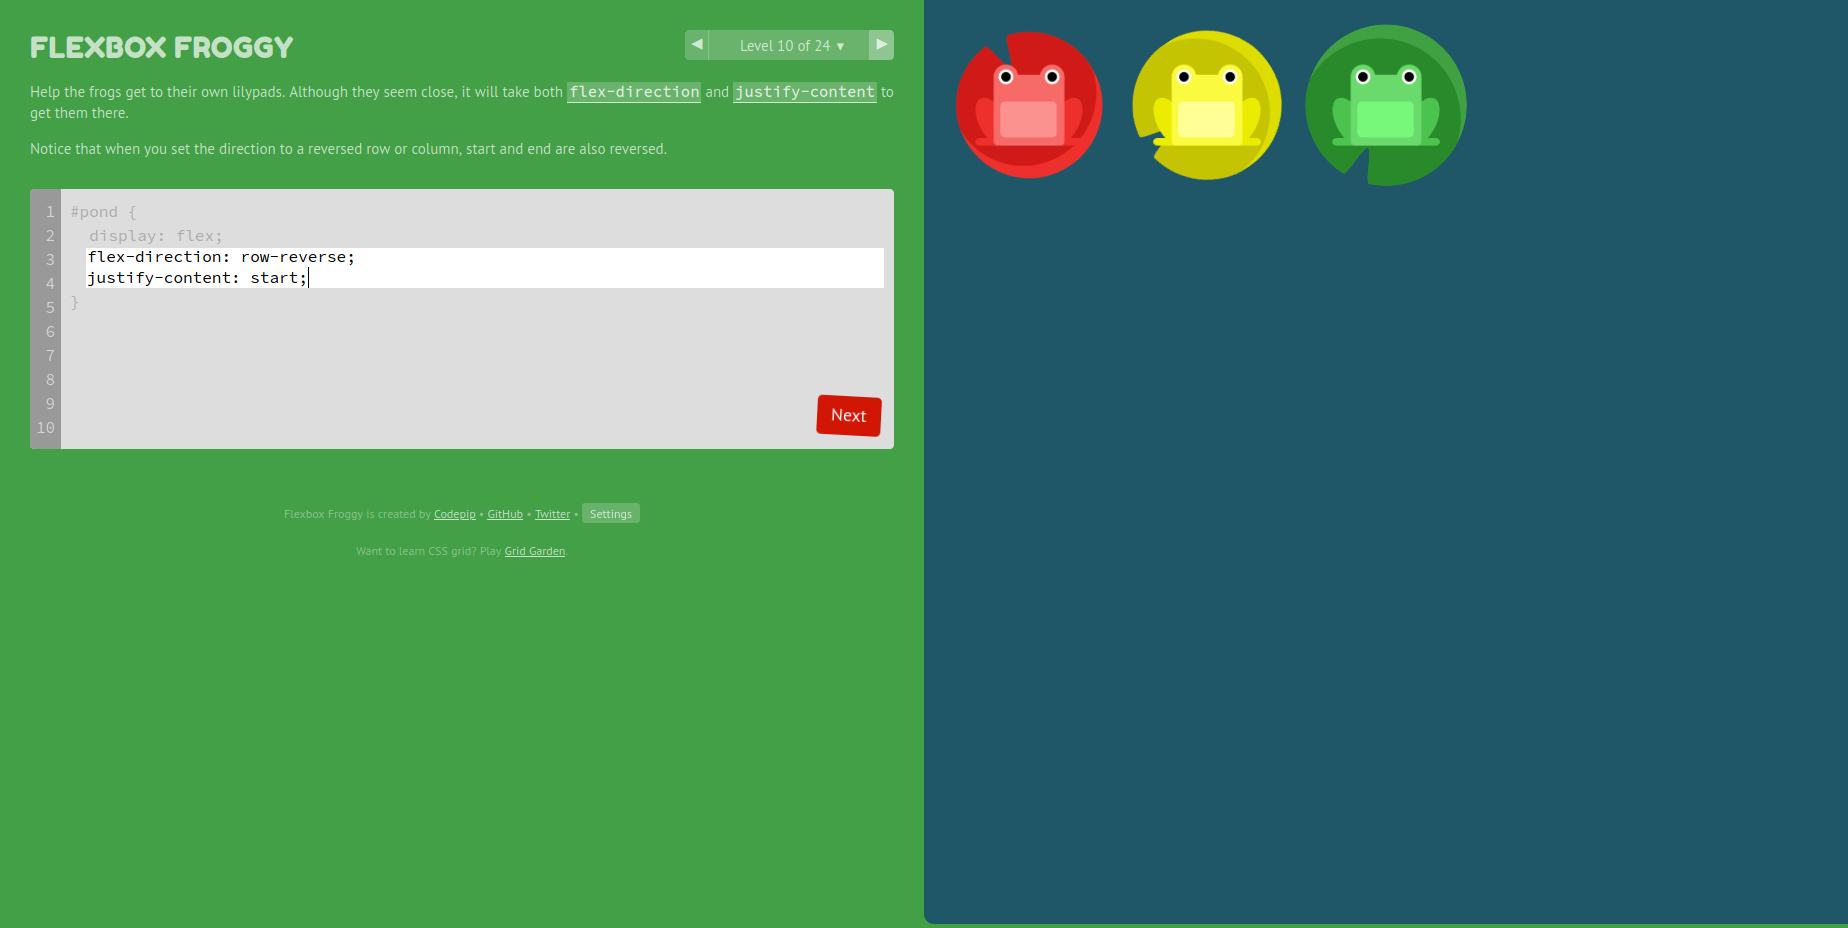 FLEXBOX FROGGY
◀ Level 10 of 24 ▼ ▶
Help the frogs get to their own lilypads. Although they seem close, it will take both flex-direction and justify-content to
get them there.
Notice that when you set the direction to a reversed row or column, start and end are also reversed.
1 #pond {
2 display: flex;
3 flex-direction: row-reverse;
4 justify-content: start;
5 }
6
7
8
9
10
Next
Flexbox Froggy is created by Codepip • GitHub • Twitter • Settings
Want to learn CSS grid? Play Grid Garden.